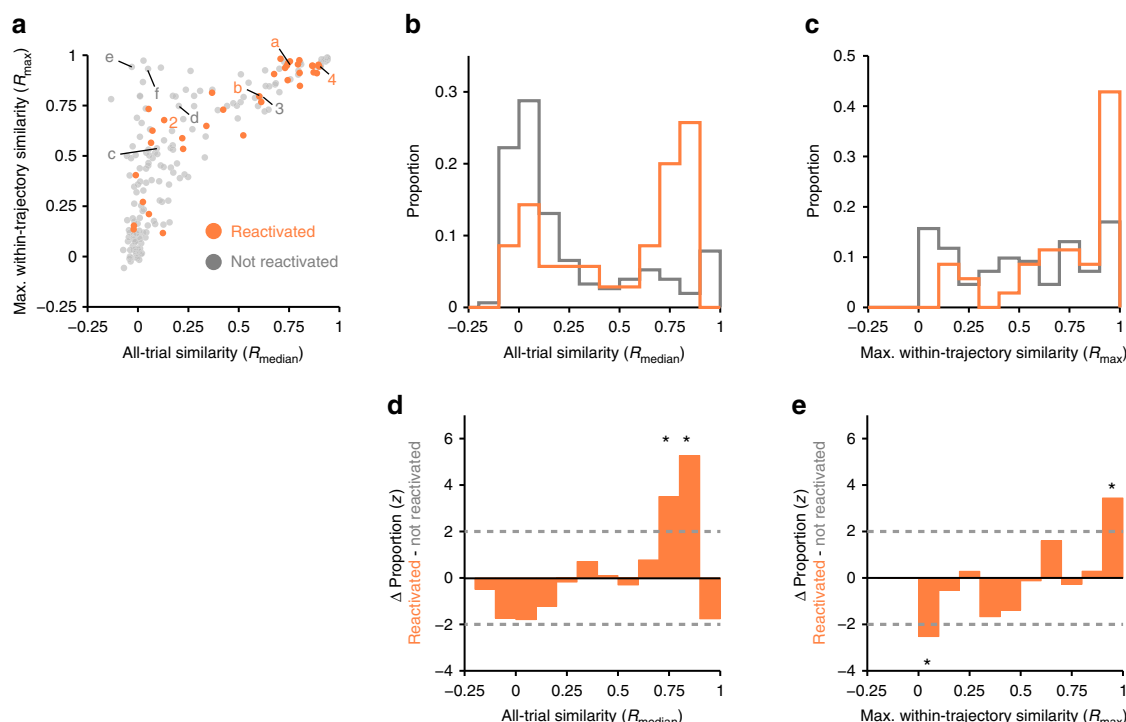 a
Max. within-trajectory similarity (Rmax)
1
0.75
0.5
0.25
0
−0.25
e
f
a
b
4
3
2
d
c
Reactivated
Not reactivated
−0.25 0 0.25 0.5 0.75 1
All-trial similarity (Rmedian)
b
Proportion
0.3
0.2
0.1
0
−0.25 0 0.25 0.5 0.75 1
All-trial similarity (Rmedian)
c
Proportion
0.5
0.4
0.3
0.2
0.1
0
−0.25 0 0.25 0.5 0.75 1
Max. within-trajectory similarity (Rmax)
d
Δ Proportion (z)
Reactivated - not reactivated
6
4
2
0
−2
−4
* *
−0.25 0 0.25 0.5 0.75 1
All-trial similarity (Rmedian)
e
Δ Proportion (z)
Reactivated - not reactivated
6
4
2
0
−2
−4
*
*
−0.25 0 0.25 0.5 0.75 1
Max. within-trajectory similarity (Rmax)